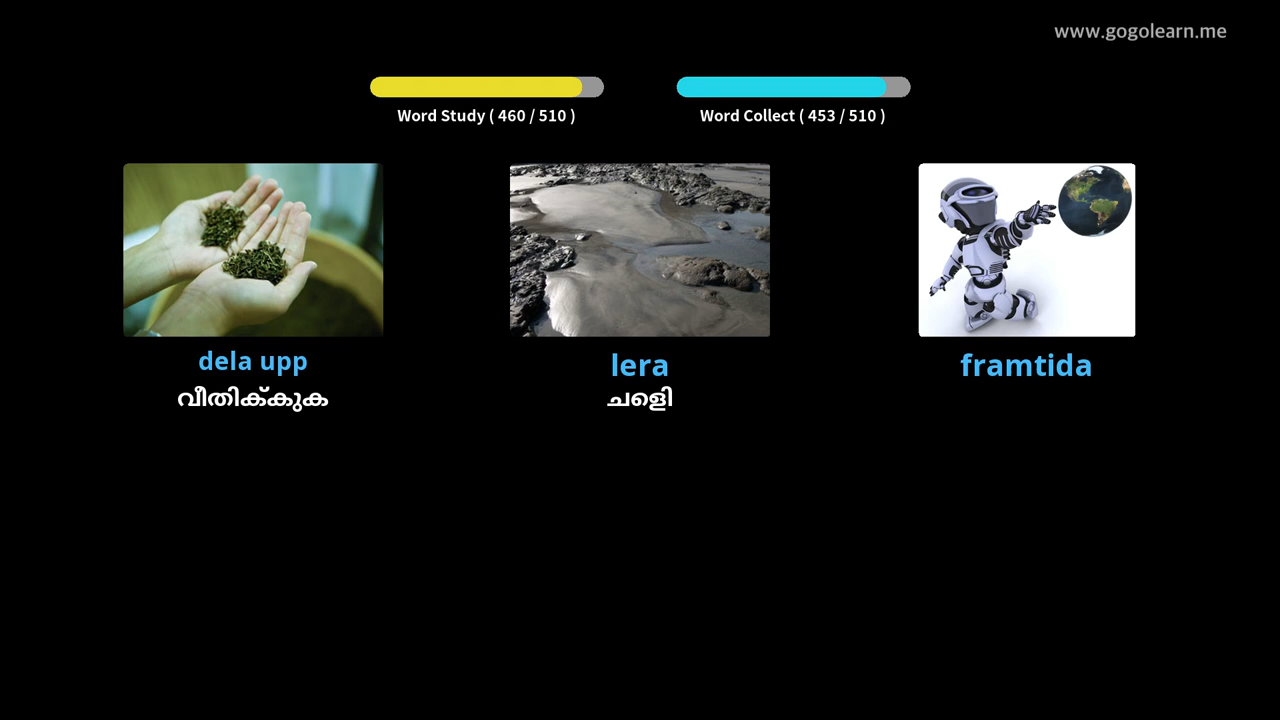 www.gogolearn.me
Word Study ( 460 / 510 )
Word Collect ( 453 / 510 )
dela upp
വീതിക്കുക
lera
ചളെി
framtida